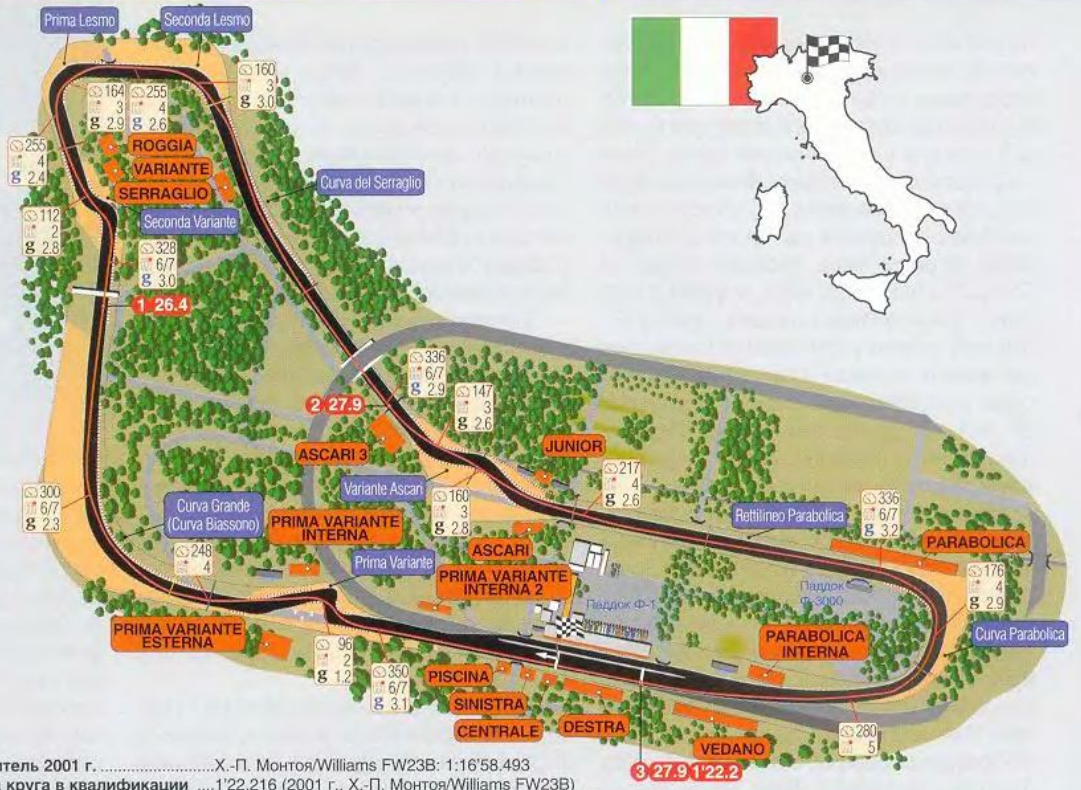 Prima Lesmo
Seconda Lesmo
160
3
g 3.0
164
3
g 2.9
255
4
g 2.6
255
4
g 2.4
ROGGIA
VARIANTE
SERRAGLIO
Curva del Serraglio
112
2
g 2.8
Seconda Variante
328
6/7
g 3.0
1 26.4
336
6/7
g 2.9
2 27.9
147
3
g 2.6
ASCARI 3
JUNIOR
217
4
g 2.6
Variante Ascari
160
3
g 2.8
300
6/7
g 2.3
Curva Grande
(Curva Biassono)
PRIMA VARIANTE
INTERNA
Rettilineo Parabolica
336
6/7
g 3.2
PARABOLICA
248
4
Prima Variante
ASCARI
PRIMA VARIANTE
INTERNA 2
Паддок Ф-1
Паддок
Ф-3000
176
4
g 2.9
Curva Parabolica
PRIMA VARIANTE
ESTERNA
PARABOLICA
INTERNA
96
2
g 1.2
350
6/7
g 3.1
PISCINA
SINISTRA
CENTRALE
DESTRA
VEDANO
280
5
3 27.9 1'22.2
итель 2001 г. ....................Х.-П. Монтоя/Williams FW23B: 1:16'58.493
круга в квалификации ....1'22.216 (2001 г., Х.-П. Монтоя/Williams FW23B)